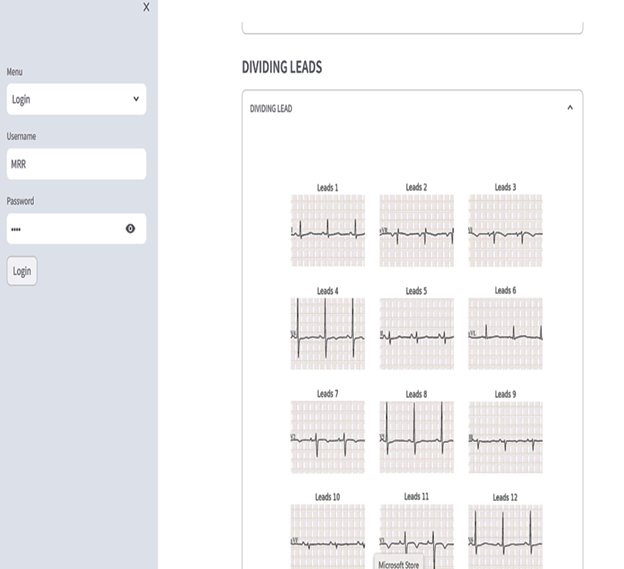 X
Menu
Login
Username
MRR
Password
Login
DIVIDING LEADS
DIVIDING LEAD
Leads 1
Leads 2
Leads 3
Leads 4
Leads 5
Leads 6
Leads 7
Leads 8
Leads 9
Leads 10
Leads 11
Leads 12
Microsoft Store